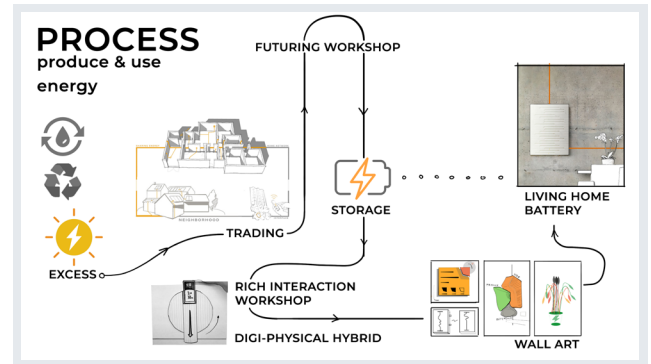 PROCESS
produce & use
energy
FUTURING WORKSHOP
NEIGHBORHOOD
TRADING
EXCESS
STORAGE
LIVING HOME
BATTERY
RICH INTERACTION
WORKSHOP
DIGI-PHYSICAL HYBRID
WALL ART